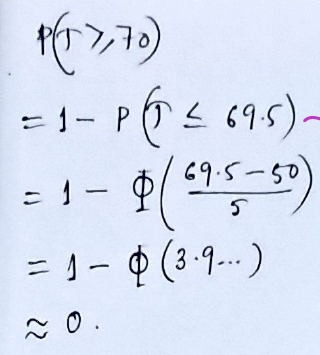 P(T ≥ 70)
= 1 - P(T ≤ 69.5)
= 1 - Φ(69.5-50/5)
= 1 - Φ(3.9...)
≈ 0.